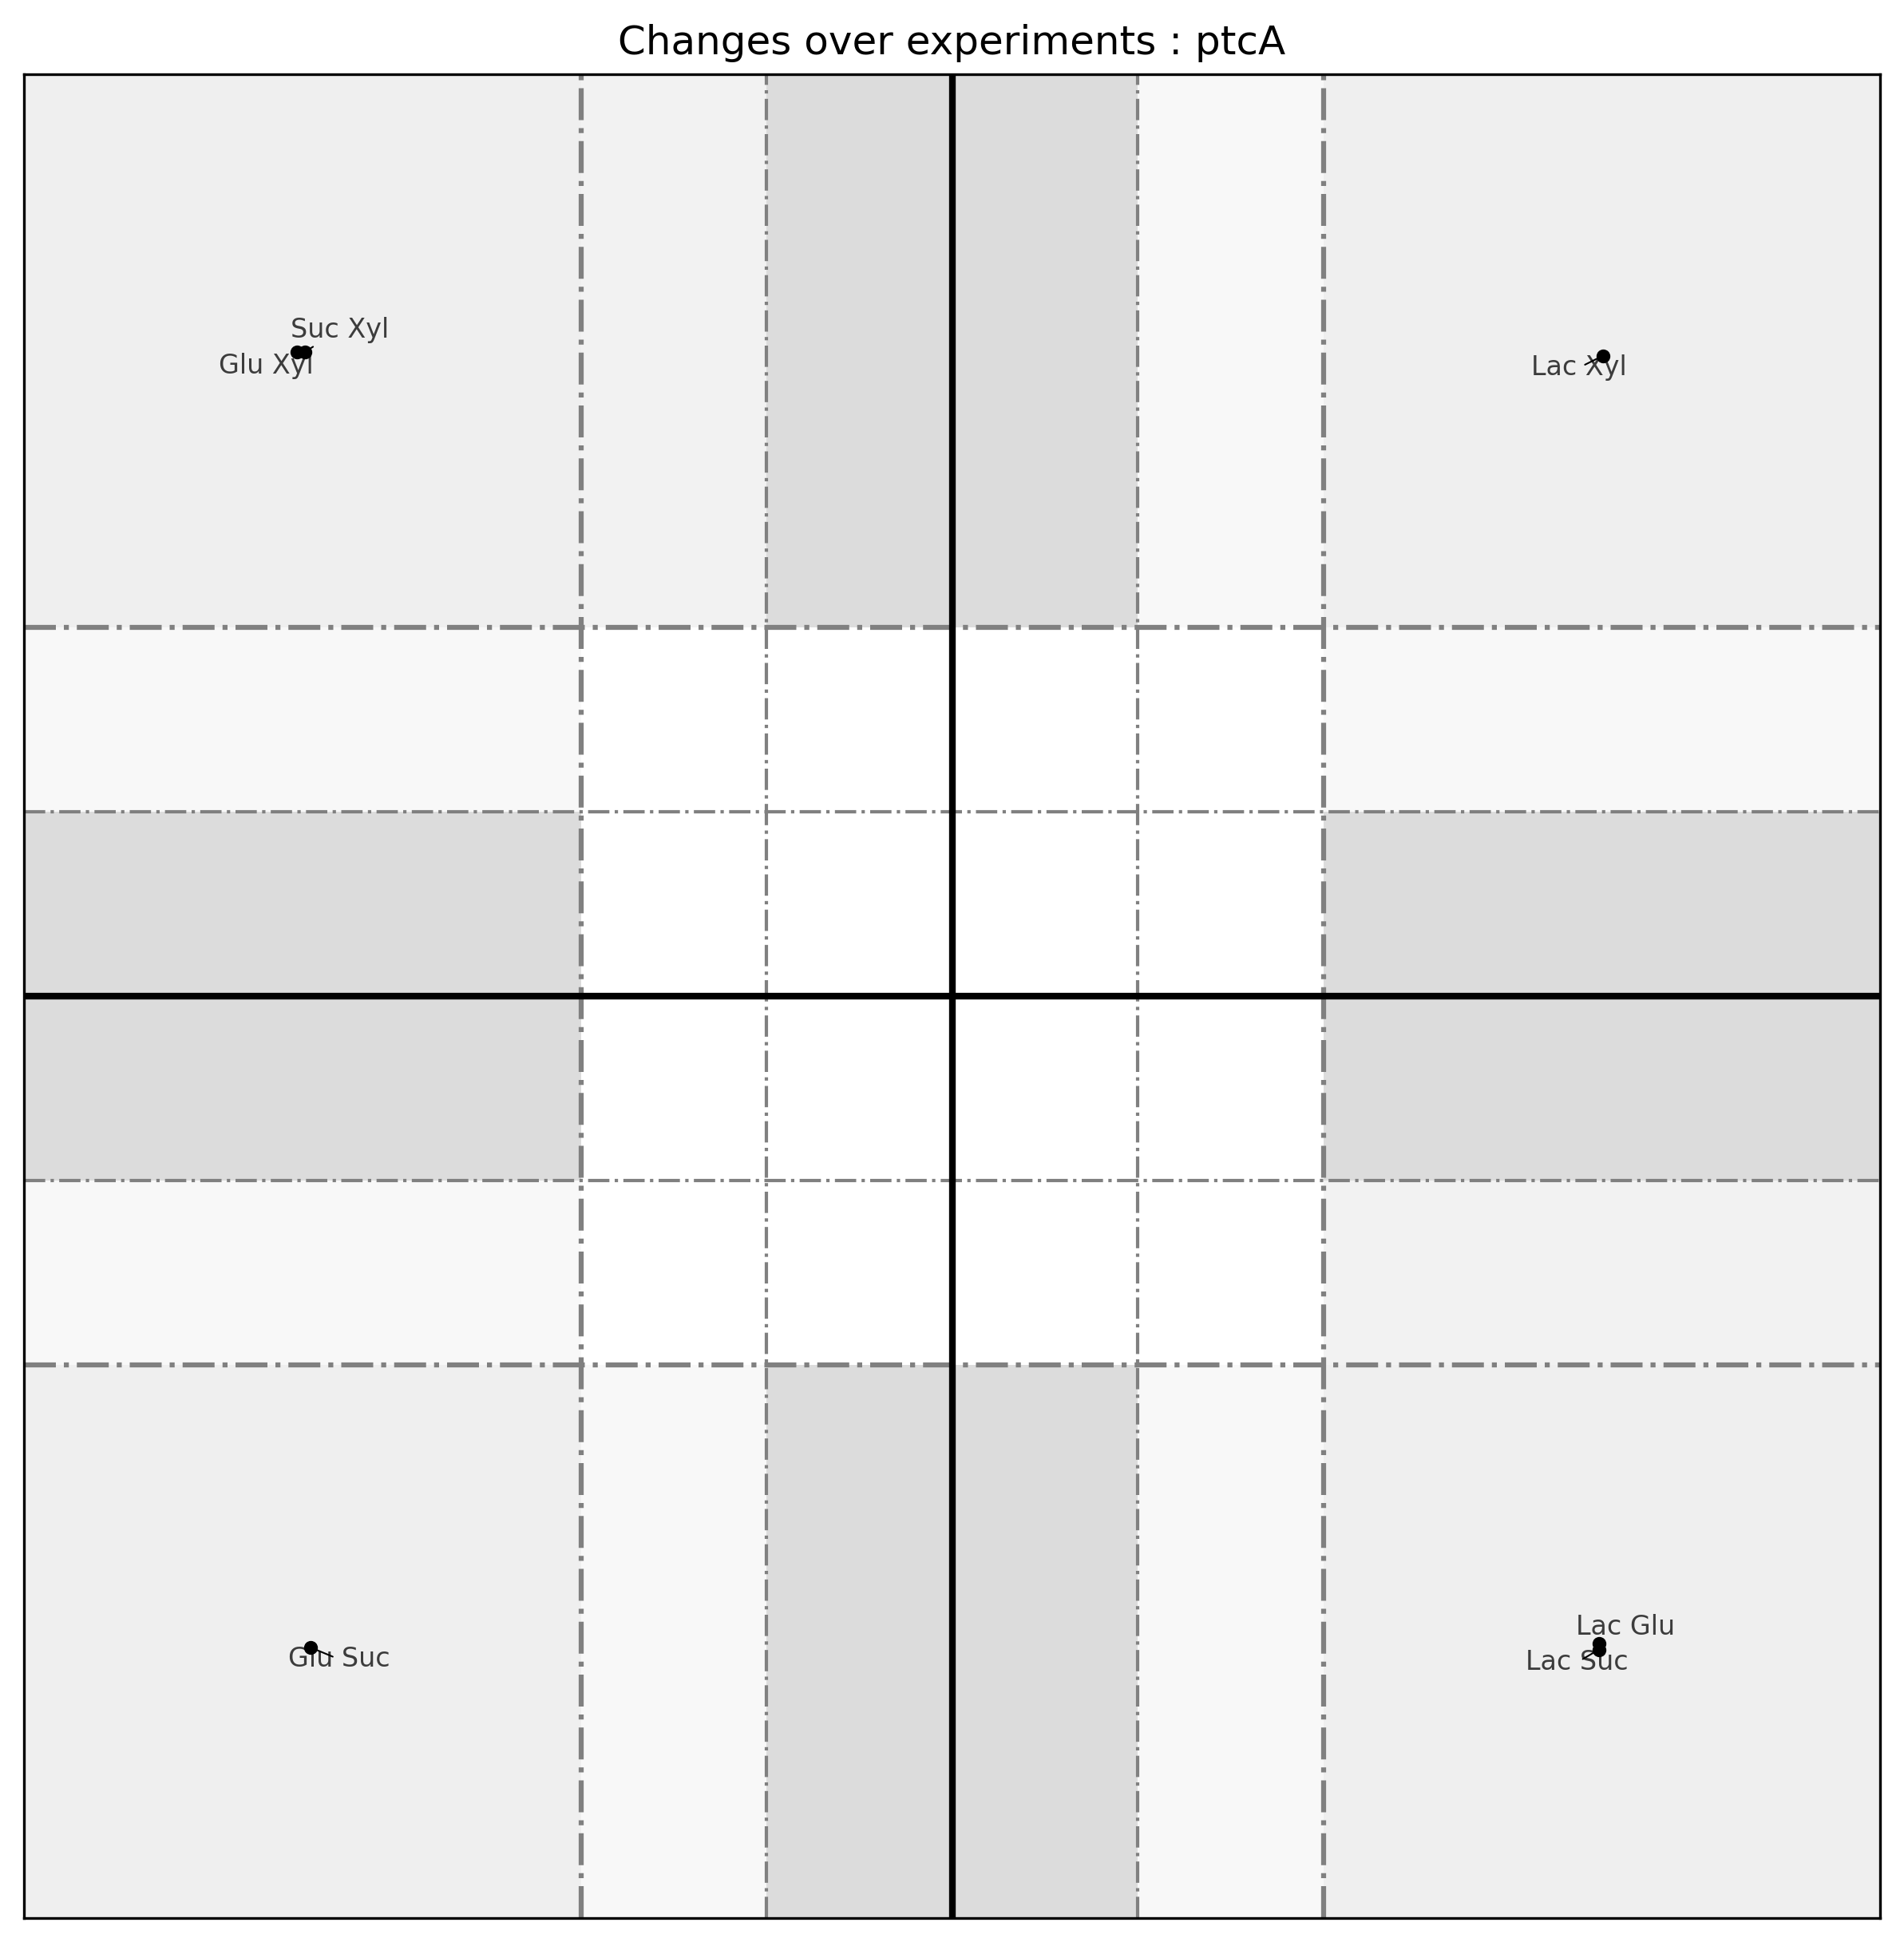 Changes over experiments : ptcA
Suc Xyl
Glu Xyl
Lac Xyl
Lac Glu
Glu Suc
Lac Suc